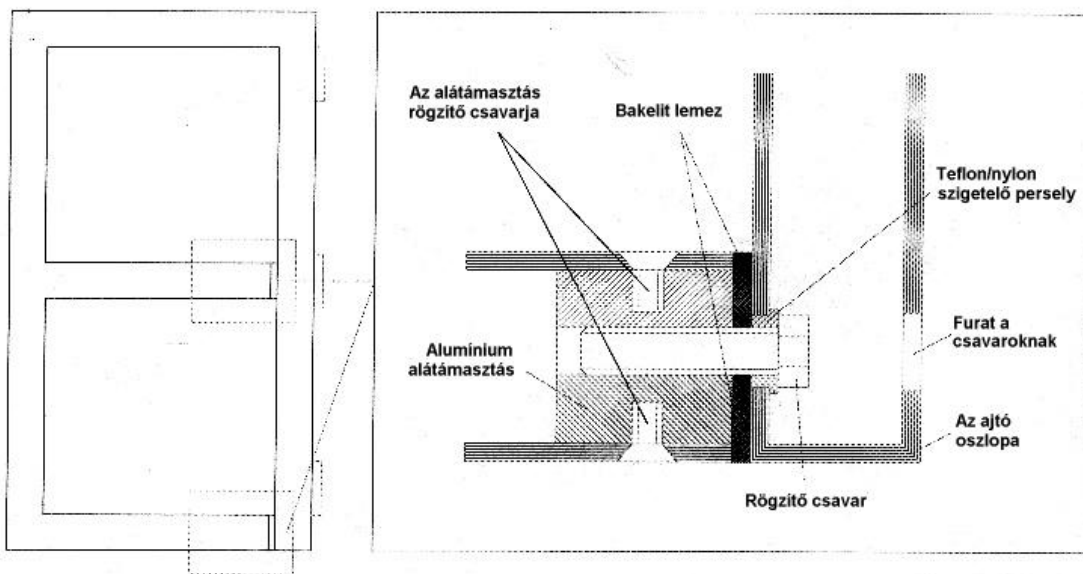 Az alátámasztás
rögzítő csavarja
Bakelit lemez
Teflon/nylon
szigetelő persely
Alumínium
alátámasztás
Furat a
csavaroknak
Az ajtó
oszlopa
Rögzítő csavar